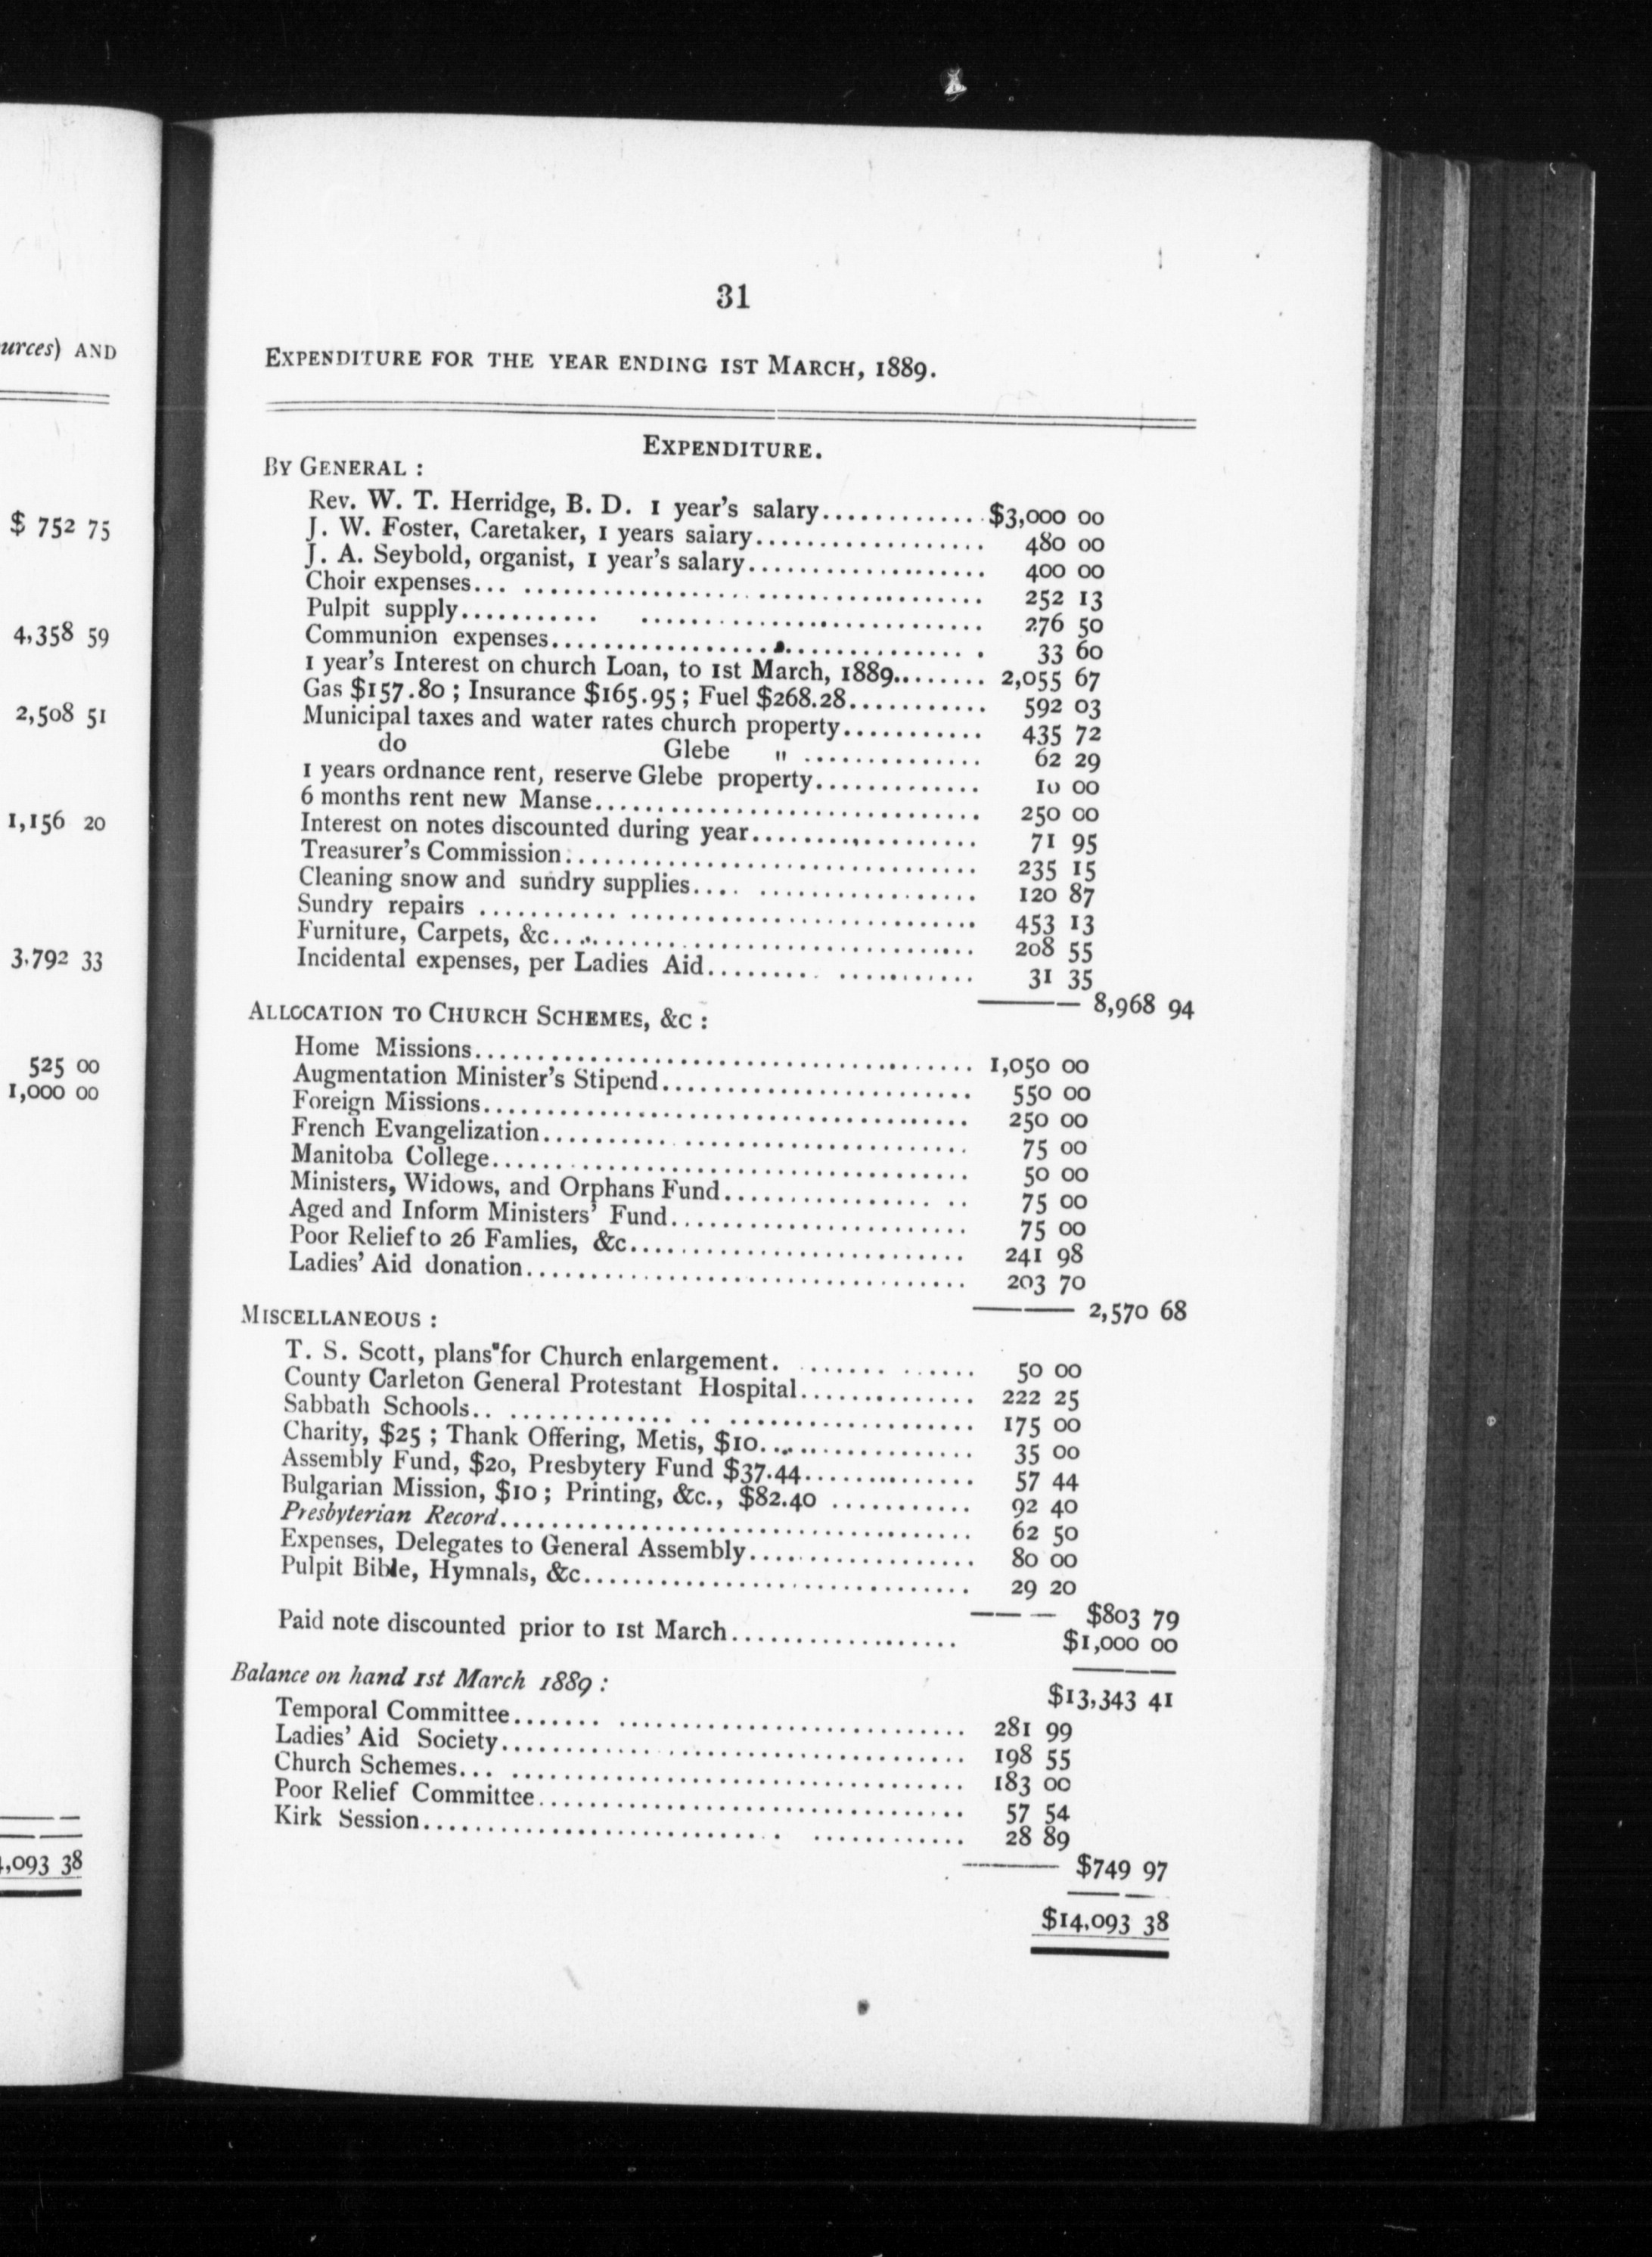 urces) AND
$ 752 75
4,358 59
2,508 51
1,156 20
3,792 33
525 00
1,000 00
,093 38
31
EXPENDITURE FOR THE YEAR ENDING 1ST MARCH, 1889.
EXPENDITURE.
BY GENERAL :
Rev. W. T. Herridge, B. D. 1 year's salary............. $3,000 00
J. W. Foster, Caretaker, 1 years saiary.................. 480 00
J. A. Seybold, organist, 1 year's salary................... 400 00
Choir expenses... .................................... 252 13
Pulpit supply........... ........................... 276 50
Communion expenses.................................. 33 60
1 year's Interest on church Loan, to 1st March, 1889........ 2,055 67
Gas $157.80 ; Insurance $165.95 ; Fuel $268.28........... 592 03
Municipal taxes and water rates church property........... 435 72
do Glebe " .............. 62 29
1 years ordnance rent, reserve Glebe property............. 10 00
6 months rent new Manse.............................. 250 00
Interest on notes discounted during year.................. 71 95
Treasurer's Commission................................ 235 15
Cleaning snow and sundry supplies.... ................. 120 87
Sundry repairs ........... ........................... 453 13
Furniture, Carpets, &c................................. 208 55
Incidental expenses, per Ladies Aid......... ........... 31 35
8,968 94
ALLOCATION TO CHURCH SCHEMES, &C :
Home Missions....................................... 1,050 00
Augmentation Minister's Stipend........................ 550 00
Foreign Missions...................................... 250 00
French Evangelization.......... ...................... 75 00
Manitoba College...... .............................. 50 00
Ministers, Widows, and Orphans Fund................ .. 75 00
Aged and Inform Ministers' Fund....................... 75 00
Poor Relief to 26 Famlies, &c.......................... 241 98
Ladies' Aid donation.................................. 203 70
2,570 68
MISCELLANEOUS :
T. S. Scott, plans"for Church enlargement. ....... ...... 50 00
County Carleton General Protestant Hospital.............. 222 25
Sabbath Schools.. ............. .. ................... 175 00
Charity, $25 ; Thank Offering, Metis, $10................. 35 00
Assembly Fund, $20, Presbytery Fund $37.44............. 57 44
Bulgarian Mission, $10 ; Printing, &c., $82.40 ........... 92 40
Presbyterian Record..................................... 62 50
Expenses, Delegates to General Assembly................. 80 00
Pulpit Bible, Hymnals, &c.............................. 29 20
$803 79
Paid note discounted prior to 1st March.................. $1,000 00
$13,343 41
Balance on hand 1st March 1889 :
Temporal Committee....... ........................... 281 99
Ladies' Aid Society.................................... 198 55
Church Schemes... ................................... 183 00
Poor Relief Committee................................. 57 54
Kirk Session............................ ............ 28 89
$749 97
$14,093 38